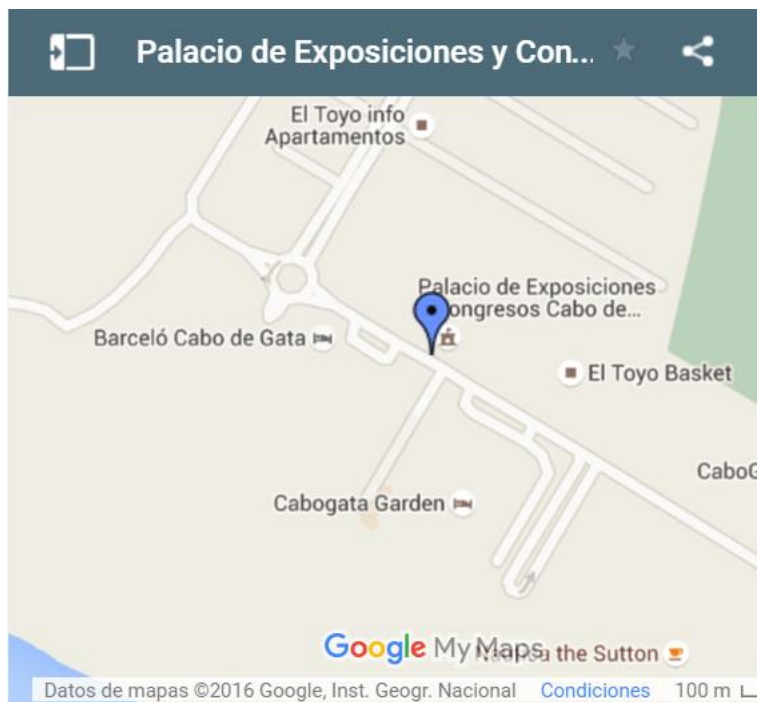 Palacio de Exposiciones y Con...
El Toyo info
Apartamentos
Palacio de Exposiciones
Congresos Cabo de...
Barceló Cabo de Gata
El Toyo Basket
CaboG
Cabogata Garden
Google My Maps
the Sutton
Datos de mapas ©2016 Google, Inst. Geogr. Nacional Condiciones 100 m